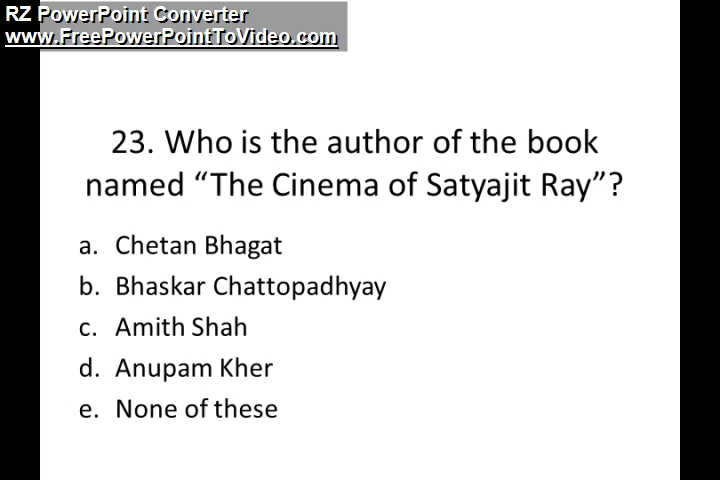 RZ PowerPoint Converter
www.FreePowerPointToVideo.com
23. Who is the author of the book
named “The Cinema of Satyajit Ray”?
a. Chetan Bhagat
b. Bhaskar Chattopadhyay
c. Amith Shah
d. Anupam Kher
e. None of these